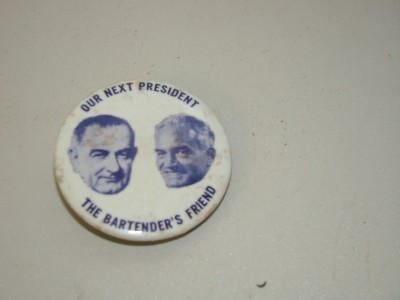 OUR NEXT PRESIDENT
THE BARTENDER'S FRIEND